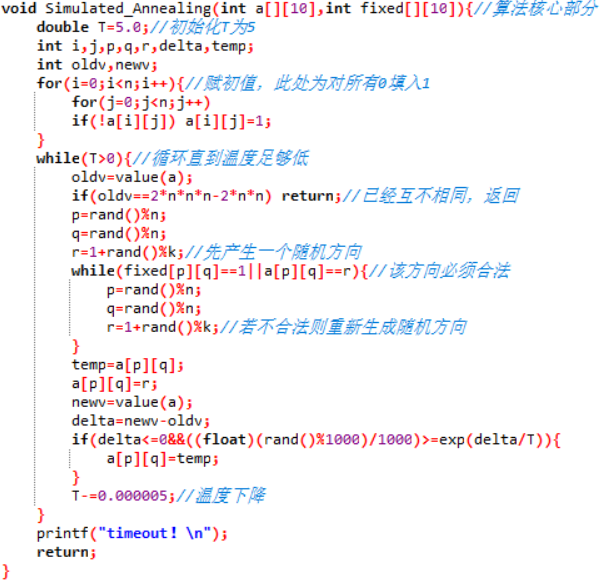 void Simulated_Annealing(int a[][10],int fixed[][10]){//算法核心部分
double T=5.0;//初始化T为5
int i,j,p,q,r,delta,temp;
int oldv,newv;
for(i=0;i<n;i++){//赋初值，此处为对所有0填入1
for(j=0;j<n;j++)
if(!a[i][j]) a[i][j]=1;
}
while(T>0){//循环直到温度足够低
oldv=value(a);
if(oldv==2*n*n*n-2*n*n) return;//已经互不相同，返回
p=rand()%n;
q=rand()%n;
r=1+rand()%k;//先产生一个随机方向
while(fixed[p][q]==1||a[p][q]==r){//该方向必须合法
p=rand()%n;
q=rand()%n;
r=1+rand()%k;//若不合法则重新生成随机方向
}
temp=a[p][q];
a[p][q]=r;
newv=value(a);
delta=newv-oldv;
if(delta<=0&&((float)(rand()%1000)/1000)>=exp(delta/T)){
a[p][q]=temp;
}
T-=0.000005;//温度下降
}
printf("timeout！\n");
return;
}